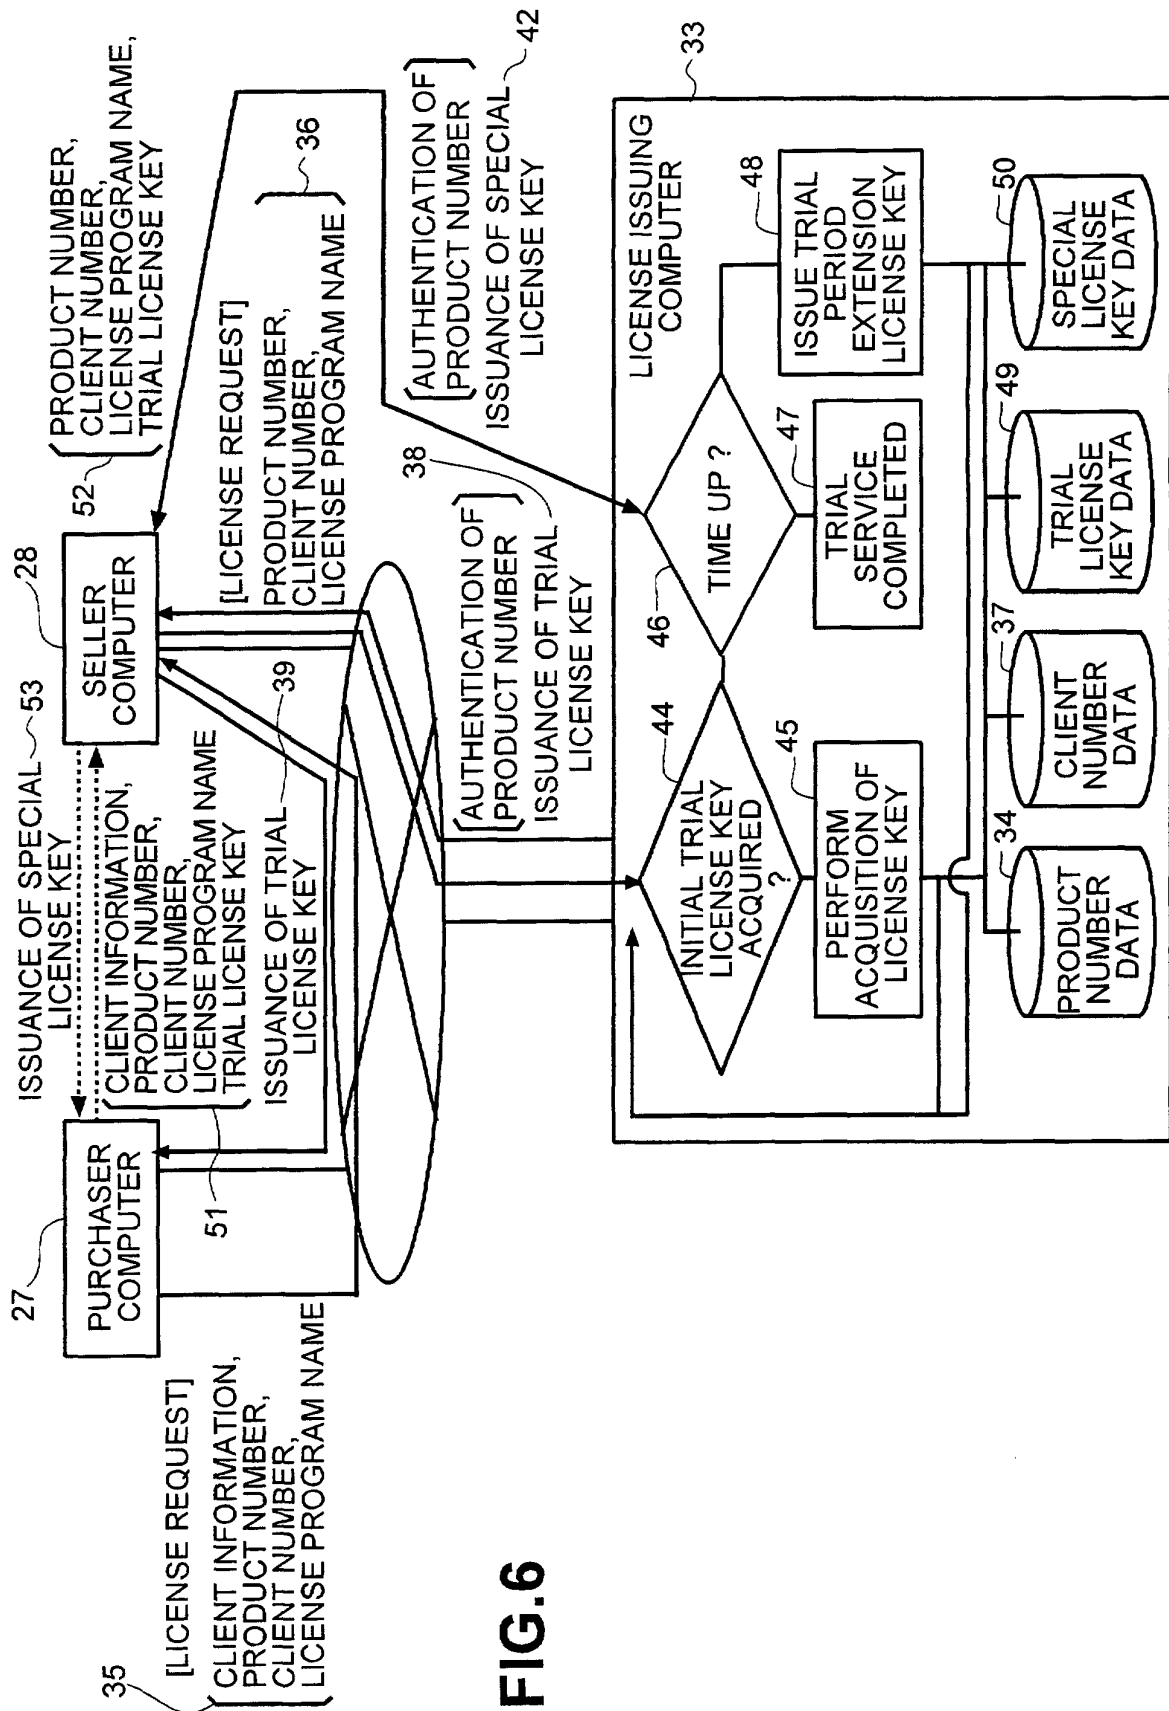 FIG.6
35
[LICENSE REQUEST]
CLIENT INFORMATION,
PRODUCT NUMBER,
CLIENT NUMBER,
LICENSE PROGRAM NAME
27
PURCHASER
COMPUTER
ISSUANCE OF SPECIAL
LICENSE KEY
53
CLIENT INFORMATION,
PRODUCT NUMBER,
CLIENT NUMBER,
LICENSE PROGRAM NAME
TRIAL LICENSE KEY
51
ISSUANCE OF TRIAL
LICENSE KEY
39
28
SELLER
COMPUTER
52
PRODUCT NUMBER,
CLIENT NUMBER,
LICENSE PROGRAM NAME,
TRIAL LICENSE KEY
[LICENSE REQUEST]
PRODUCT NUMBER,
CLIENT NUMBER,
LICENSE PROGRAM NAME
36
AUTHENTICATION OF
PRODUCT NUMBER
ISSUANCE OF TRIAL
LICENSE KEY
38
AUTHENTICATION OF
PRODUCT NUMBER
ISSUANCE OF SPECIAL
LICENSE KEY
42
33
LICENSE ISSUING
COMPUTER
44
INITIAL TRIAL
LICENSE KEY
ACQUIRED
?
46
TIME UP ?
45
PERFORM
ACQUISITION OF
LICENSE KEY
47
TRIAL
SERVICE
COMPLETED
48
ISSUE TRIAL
PERIOD
EXTENSION
LICENSE KEY
34
PRODUCT
NUMBER
DATA
37
CLIENT
NUMBER
DATA
49
TRIAL
LICENSE
KEY DATA
50
SPECIAL
LICENSE
KEY DATA